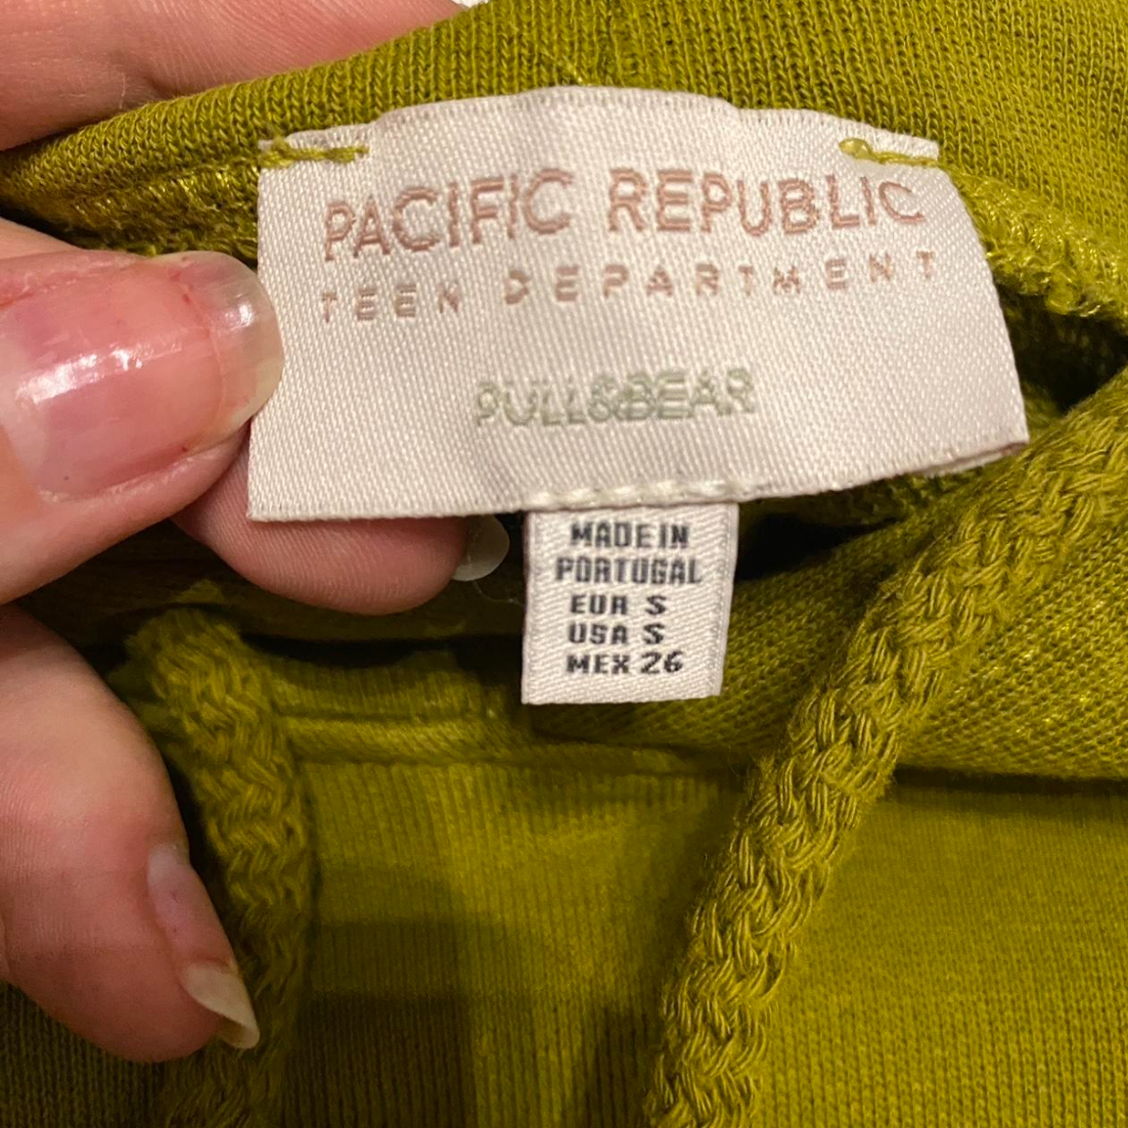 PACIFIC REPUBLIC
TEEN DEPARTMENT
PULL&BEAR
MADE IN
PORTUGAL
EUR S
USA S
MEX 26